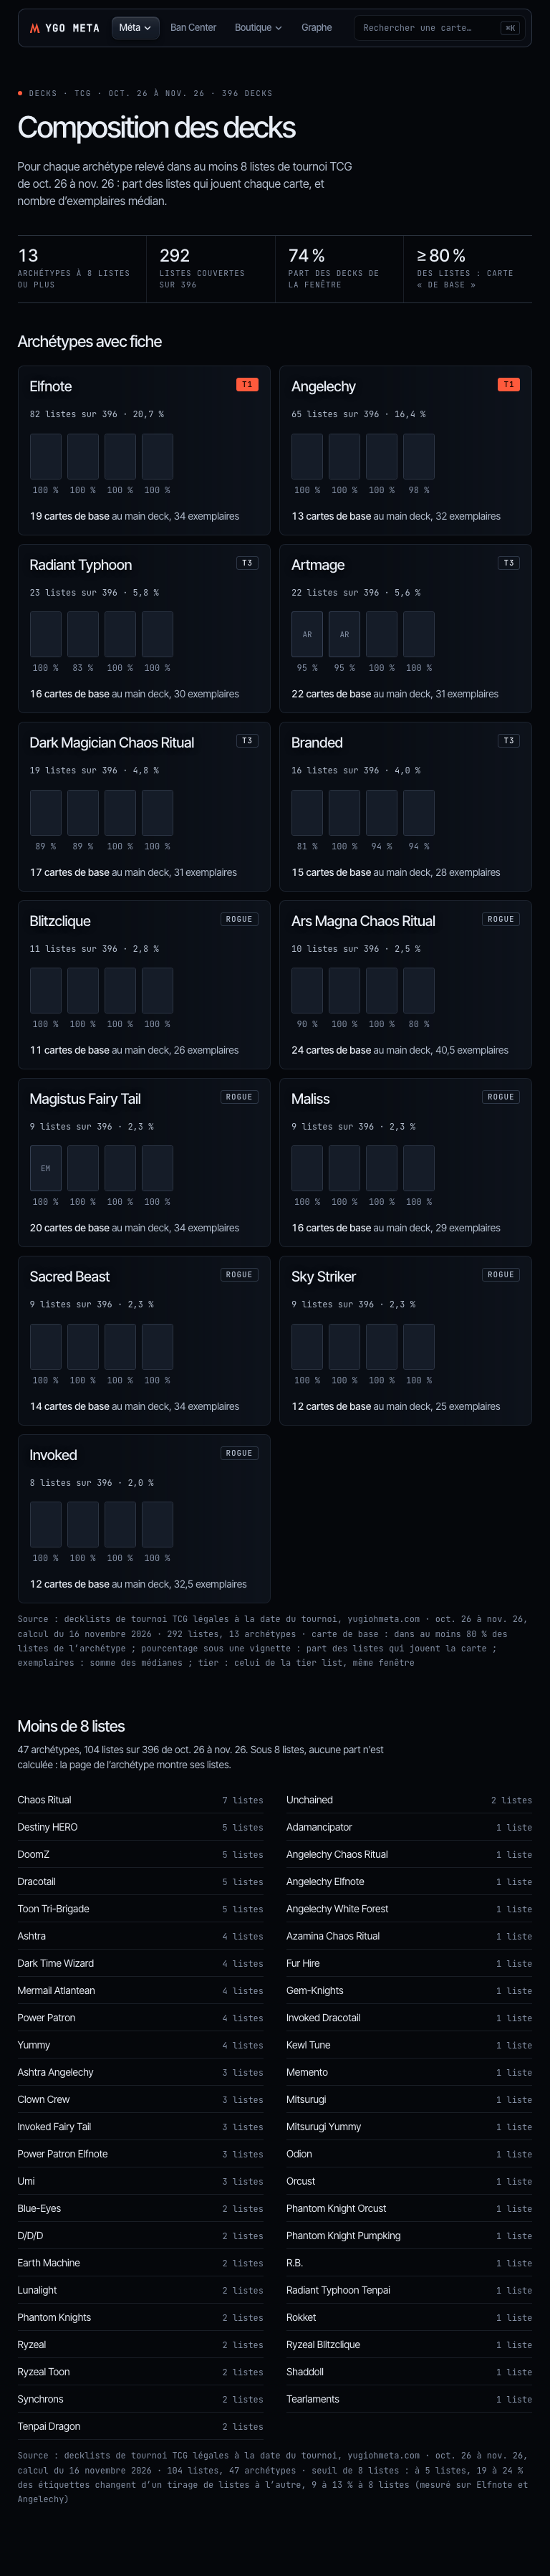 YGO META Méta Ban Center Boutique Graphe Rechercher une carte… ⌘K
DECKS · TCG · OCT. 26 À NOV. 26 · 396 DECKS
Composition des decks
Pour chaque archétype relevé dans au moins 8 listes de tournoi TCG
de oct. 26 à nov. 26 : part des listes qui jouent chaque carte, et
nombre d’exemplaires médian.
13 292 74 % ≥ 80 %
ARCHÉTYPES À 8 LISTES LISTES COUVERTES PART DES DECKS DE DES LISTES : CARTE
OU PLUS SUR 396 LA FENÊTRE « DE BASE »
Archétypes avec fiche
Elfnote T1
82 listes sur 396 · 20,7 %
100 % 100 % 100 % 100 %
19 cartes de base au main deck, 34 exemplaires
Angelechy T1
65 listes sur 396 · 16,4 %
100 % 100 % 100 % 98 %
13 cartes de base au main deck, 32 exemplaires
Radiant Typhoon T3
23 listes sur 396 · 5,8 %
100 % 83 % 100 % 100 %
16 cartes de base au main deck, 30 exemplaires
Artmage T3
22 listes sur 396 · 5,6 %
AR AR
95 % 95 % 100 % 100 %
22 cartes de base au main deck, 31 exemplaires
Dark Magician Chaos Ritual T3
19 listes sur 396 · 4,8 %
89 % 89 % 100 % 100 %
17 cartes de base au main deck, 31 exemplaires
Branded T3
16 listes sur 396 · 4,0 %
81 % 100 % 94 % 94 %
15 cartes de base au main deck, 28 exemplaires
Blitzclique ROGUE
11 listes sur 396 · 2,8 %
100 % 100 % 100 % 100 %
11 cartes de base au main deck, 26 exemplaires
Ars Magna Chaos Ritual ROGUE
10 listes sur 396 · 2,5 %
90 % 100 % 100 % 80 %
24 cartes de base au main deck, 40,5 exemplaires
Magistus Fairy Tail ROGUE
9 listes sur 396 · 2,3 %
EM
100 % 100 % 100 % 100 %
20 cartes de base au main deck, 34 exemplaires
Maliss ROGUE
9 listes sur 396 · 2,3 %
100 % 100 % 100 % 100 %
16 cartes de base au main deck, 29 exemplaires
Sacred Beast ROGUE
9 listes sur 396 · 2,3 %
100 % 100 % 100 % 100 %
14 cartes de base au main deck, 34 exemplaires
Sky Striker ROGUE
9 listes sur 396 · 2,3 %
100 % 100 % 100 % 100 %
12 cartes de base au main deck, 25 exemplaires
Invoked ROGUE
8 listes sur 396 · 2,0 %
100 % 100 % 100 % 100 %
12 cartes de base au main deck, 32,5 exemplaires
Source : decklists de tournoi TCG légales à la date du tournoi, yugiohmeta.com · oct. 26 à nov. 26,
calcul du 16 novembre 2026 · 292 listes, 13 archétypes · carte de base : dans au moins 80 % des
listes de l’archétype ; pourcentage sous une vignette : part des listes qui jouent la carte ;
exemplaires : somme des médianes ; tier : celui de la tier list, même fenêtre
Moins de 8 listes
47 archétypes, 104 listes sur 396 de oct. 26 à nov. 26. Sous 8 listes, aucune part n’est
calculée : la page de l’archétype montre ses listes.
Chaos Ritual 7 listes
Destiny HERO 5 listes
DoomZ 5 listes
Dracotail 5 listes
Toon Tri-Brigade 5 listes
Ashtra 4 listes
Dark Time Wizard 4 listes
Mermail Atlantean 4 listes
Power Patron 4 listes
Yummy 4 listes
Ashtra Angelechy 3 listes
Clown Crew 3 listes
Invoked Fairy Tail 3 listes
Power Patron Elfnote 3 listes
Umi 3 listes
Blue-Eyes 2 listes
D/D/D 2 listes
Earth Machine 2 listes
Lunalight 2 listes
Phantom Knights 2 listes
Ryzeal 2 listes
Ryzeal Toon 2 listes
Synchrons 2 listes
Tenpai Dragon 2 listes
Unchained 2 listes
Adamancipator 1 liste
Angelechy Chaos Ritual 1 liste
Angelechy Elfnote 1 liste
Angelechy White Forest 1 liste
Azamina Chaos Ritual 1 liste
Fur Hire 1 liste
Gem-Knights 1 liste
Invoked Dracotail 1 liste
Kewl Tune 1 liste
Memento 1 liste
Mitsurugi 1 liste
Mitsurugi Yummy 1 liste
Odion 1 liste
Orcust 1 liste
Phantom Knight Orcust 1 liste
Phantom Knight Pumpking 1 liste
R.B. 1 liste
Radiant Typhoon Tenpai 1 liste
Rokket 1 liste
Ryzeal Blitzclique 1 liste
Shaddoll 1 liste
Tearlaments 1 liste
Source : decklists de tournoi TCG légales à la date du tournoi, yugiohmeta.com · oct. 26 à nov. 26,
calcul du 16 novembre 2026 · 104 listes, 47 archétypes · seuil de 8 listes : à 5 listes, 19 à 24 %
des étiquettes changent d’un tirage de listes à l’autre, 9 à 13 % à 8 listes (mesuré sur Elfnote et
Angelechy)